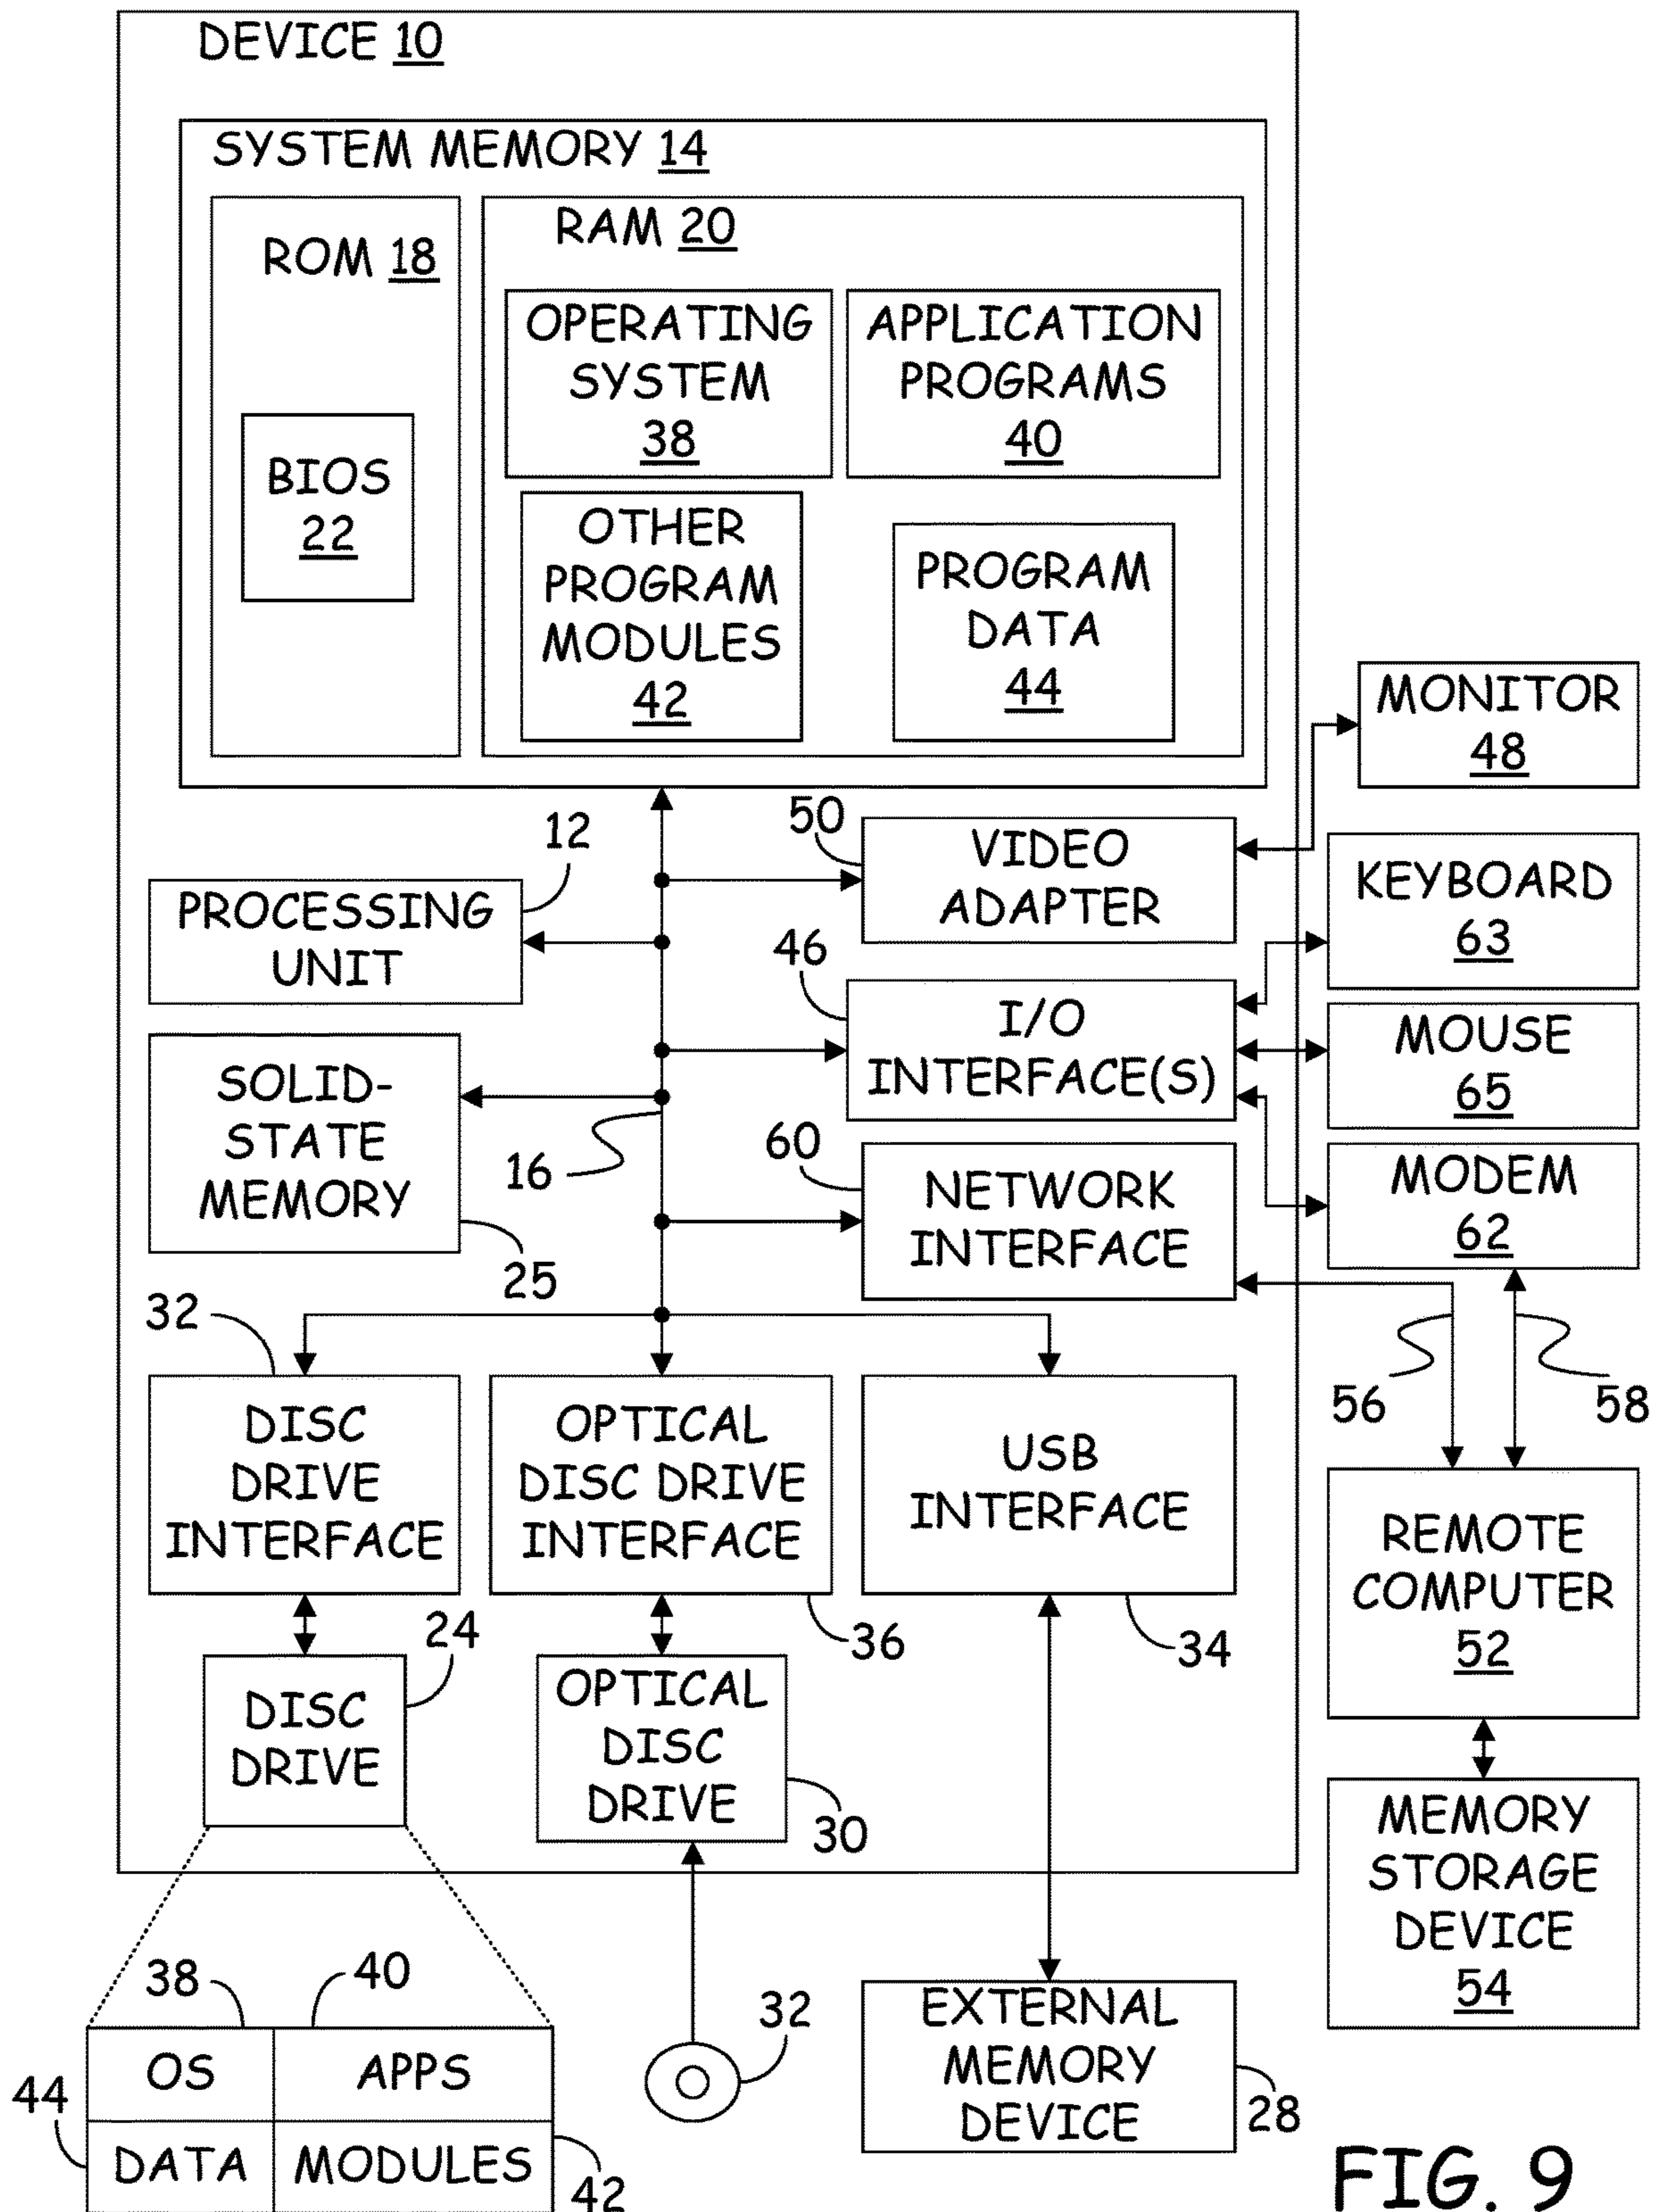 DEVICE 10
SYSTEM MEMORY 14
ROM 18
BIOS
22
RAM 20
OPERATING
SYSTEM
38
APPLICATION
PROGRAMS
40
OTHER
PROGRAM
MODULES
42
PROGRAM
DATA
44
MONITOR
48
12
PROCESSING
UNIT
50
VIDEO
ADAPTER
KEYBOARD
63
46
I/O
INTERFACE(S)
MOUSE
65
SOLID-
STATE
MEMORY
25
16
60
NETWORK
INTERFACE
MODEM
62
32
DISC
DRIVE
INTERFACE
OPTICAL
DISC DRIVE
INTERFACE
36
USB
INTERFACE
34
56
58
REMOTE
COMPUTER
52
24
DISC
DRIVE
OPTICAL
DISC
DRIVE
30
MEMORY
STORAGE
DEVICE
54
38
40
OS
APPS
44
DATA
MODULES
42
32
EXTERNAL
MEMORY
DEVICE
28
FIG. 9